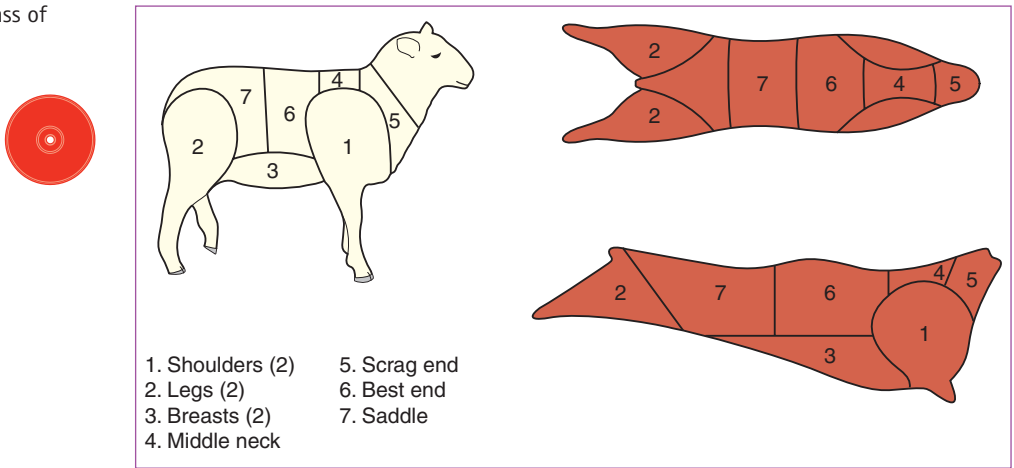 ass of
2
7
6
4
5
1
3
2
2
7
6
4
5
2
7
6
4
5
1
3
1. Shoulders (2)
2. Legs (2)
3. Breasts (2)
4. Middle neck
5. Scrag end
6. Best end
7. Saddle